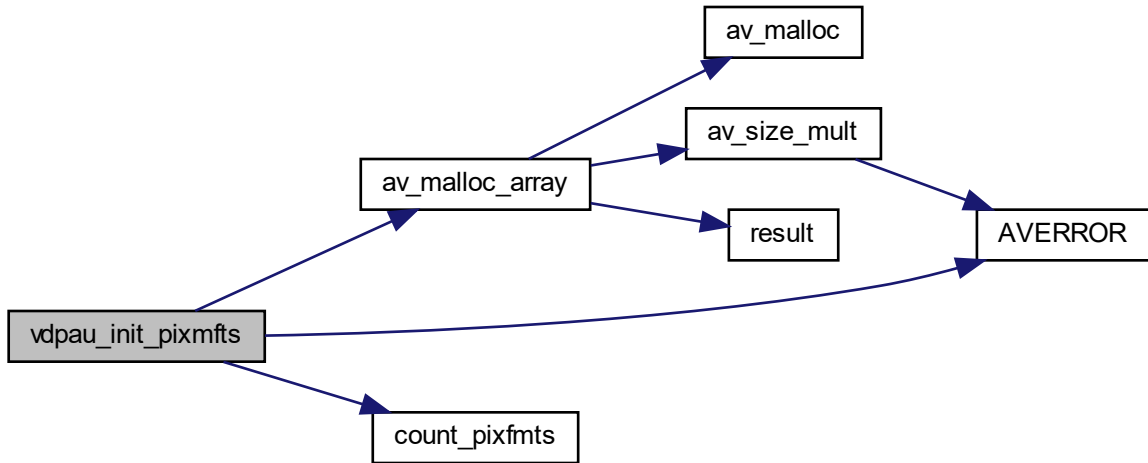 av_malloc
av_size_mult
av_malloc_array
result
AVERROR
vdpau_init_pixmfts
count_pixfmts